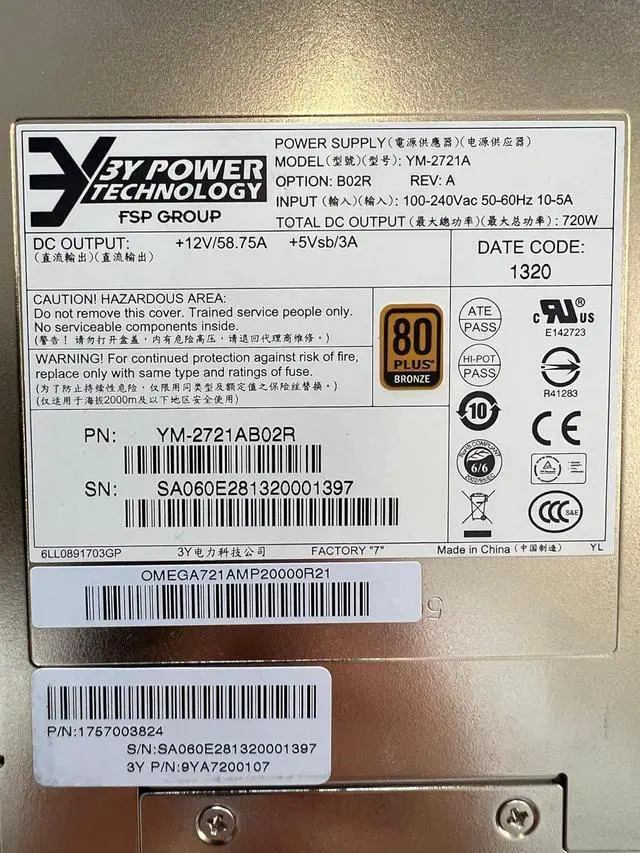 3Y POWER
TECHNOLOGY
FSP GROUP
POWER SUPPLY(電源供應器)(电源供应器)
MODEL(型號)(型号): YM-2721A
OPTION: B02R REV: A
INPUT (輸入)(输入): 100-240Vac 50-60Hz 10-5A
TOTAL DC OUTPUT (最大總功率)(最大总功率): 720W
DC OUTPUT: +12V/58.75A +5Vsb/3A
(直流輸出)(直流输出)
DATE CODE:
1320
CAUTION! HAZARDOUS AREA:
Do not remove this cover. Trained service people only.
No serviceable components inside.
(警告! 请勿打开盒盖, 内有危险高压, 请退回代理商维修。)
WARNING! For continued protection against risk of fire,
replace only with same type and ratings of fuse.
(为了防止持续性危险, 仅限用同类型及额定值之保险丝替换。)
(仅适用于海拔2000m及以下地区安全使用)
80
PLUS
BRONZE
ATE
PASS
HI-POT
PASS
10
RoHS COMPLIANT
6/6
2002/95/EC
c RU US ®
E142723
R41283
CE
CCC S&E
PN: YM-2721AB02R
SN: SA060E281320001397
6LL0891703GP 3Y电力科技公司 FACTORY "7" Made in China (中国制造) YL
OMEGA721AMP20000R21
P/N:1757003824
S/N:SA060E281320001397
3Y P/N:9YA7200107